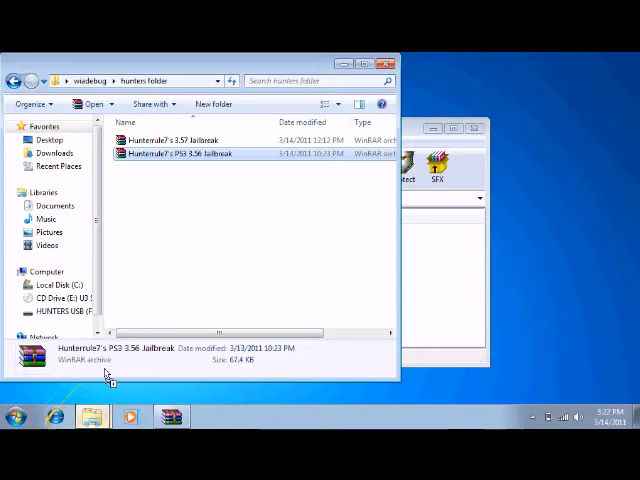 wiadebug ▸ hunters folder
Search hunters folder
Organize
Open
Share with
New folder
Favorites
Desktop
Downloads
Recent Places
Libraries
Documents
Music
Pictures
Videos
Computer
Local Disk (C:)
CD Drive (E:) U3 S
HUNTERS USB (F
Network
Name
Date modified
Type
Hunterrule7's 3.57 Jailbreak
3/14/2011 12:12 PM
WinRAR arch
Hunterrule7's PS3 3.56 Jailbreak
3/13/2011 10:23 PM
WinRAR arch
tect
SFX
Hunterrule7's PS3 3.56 Jailbreak Date modified: 3/13/2011 10:23 PM
WinRAR archive
Size: 67.4 KB
3:22 PM
3/14/2011